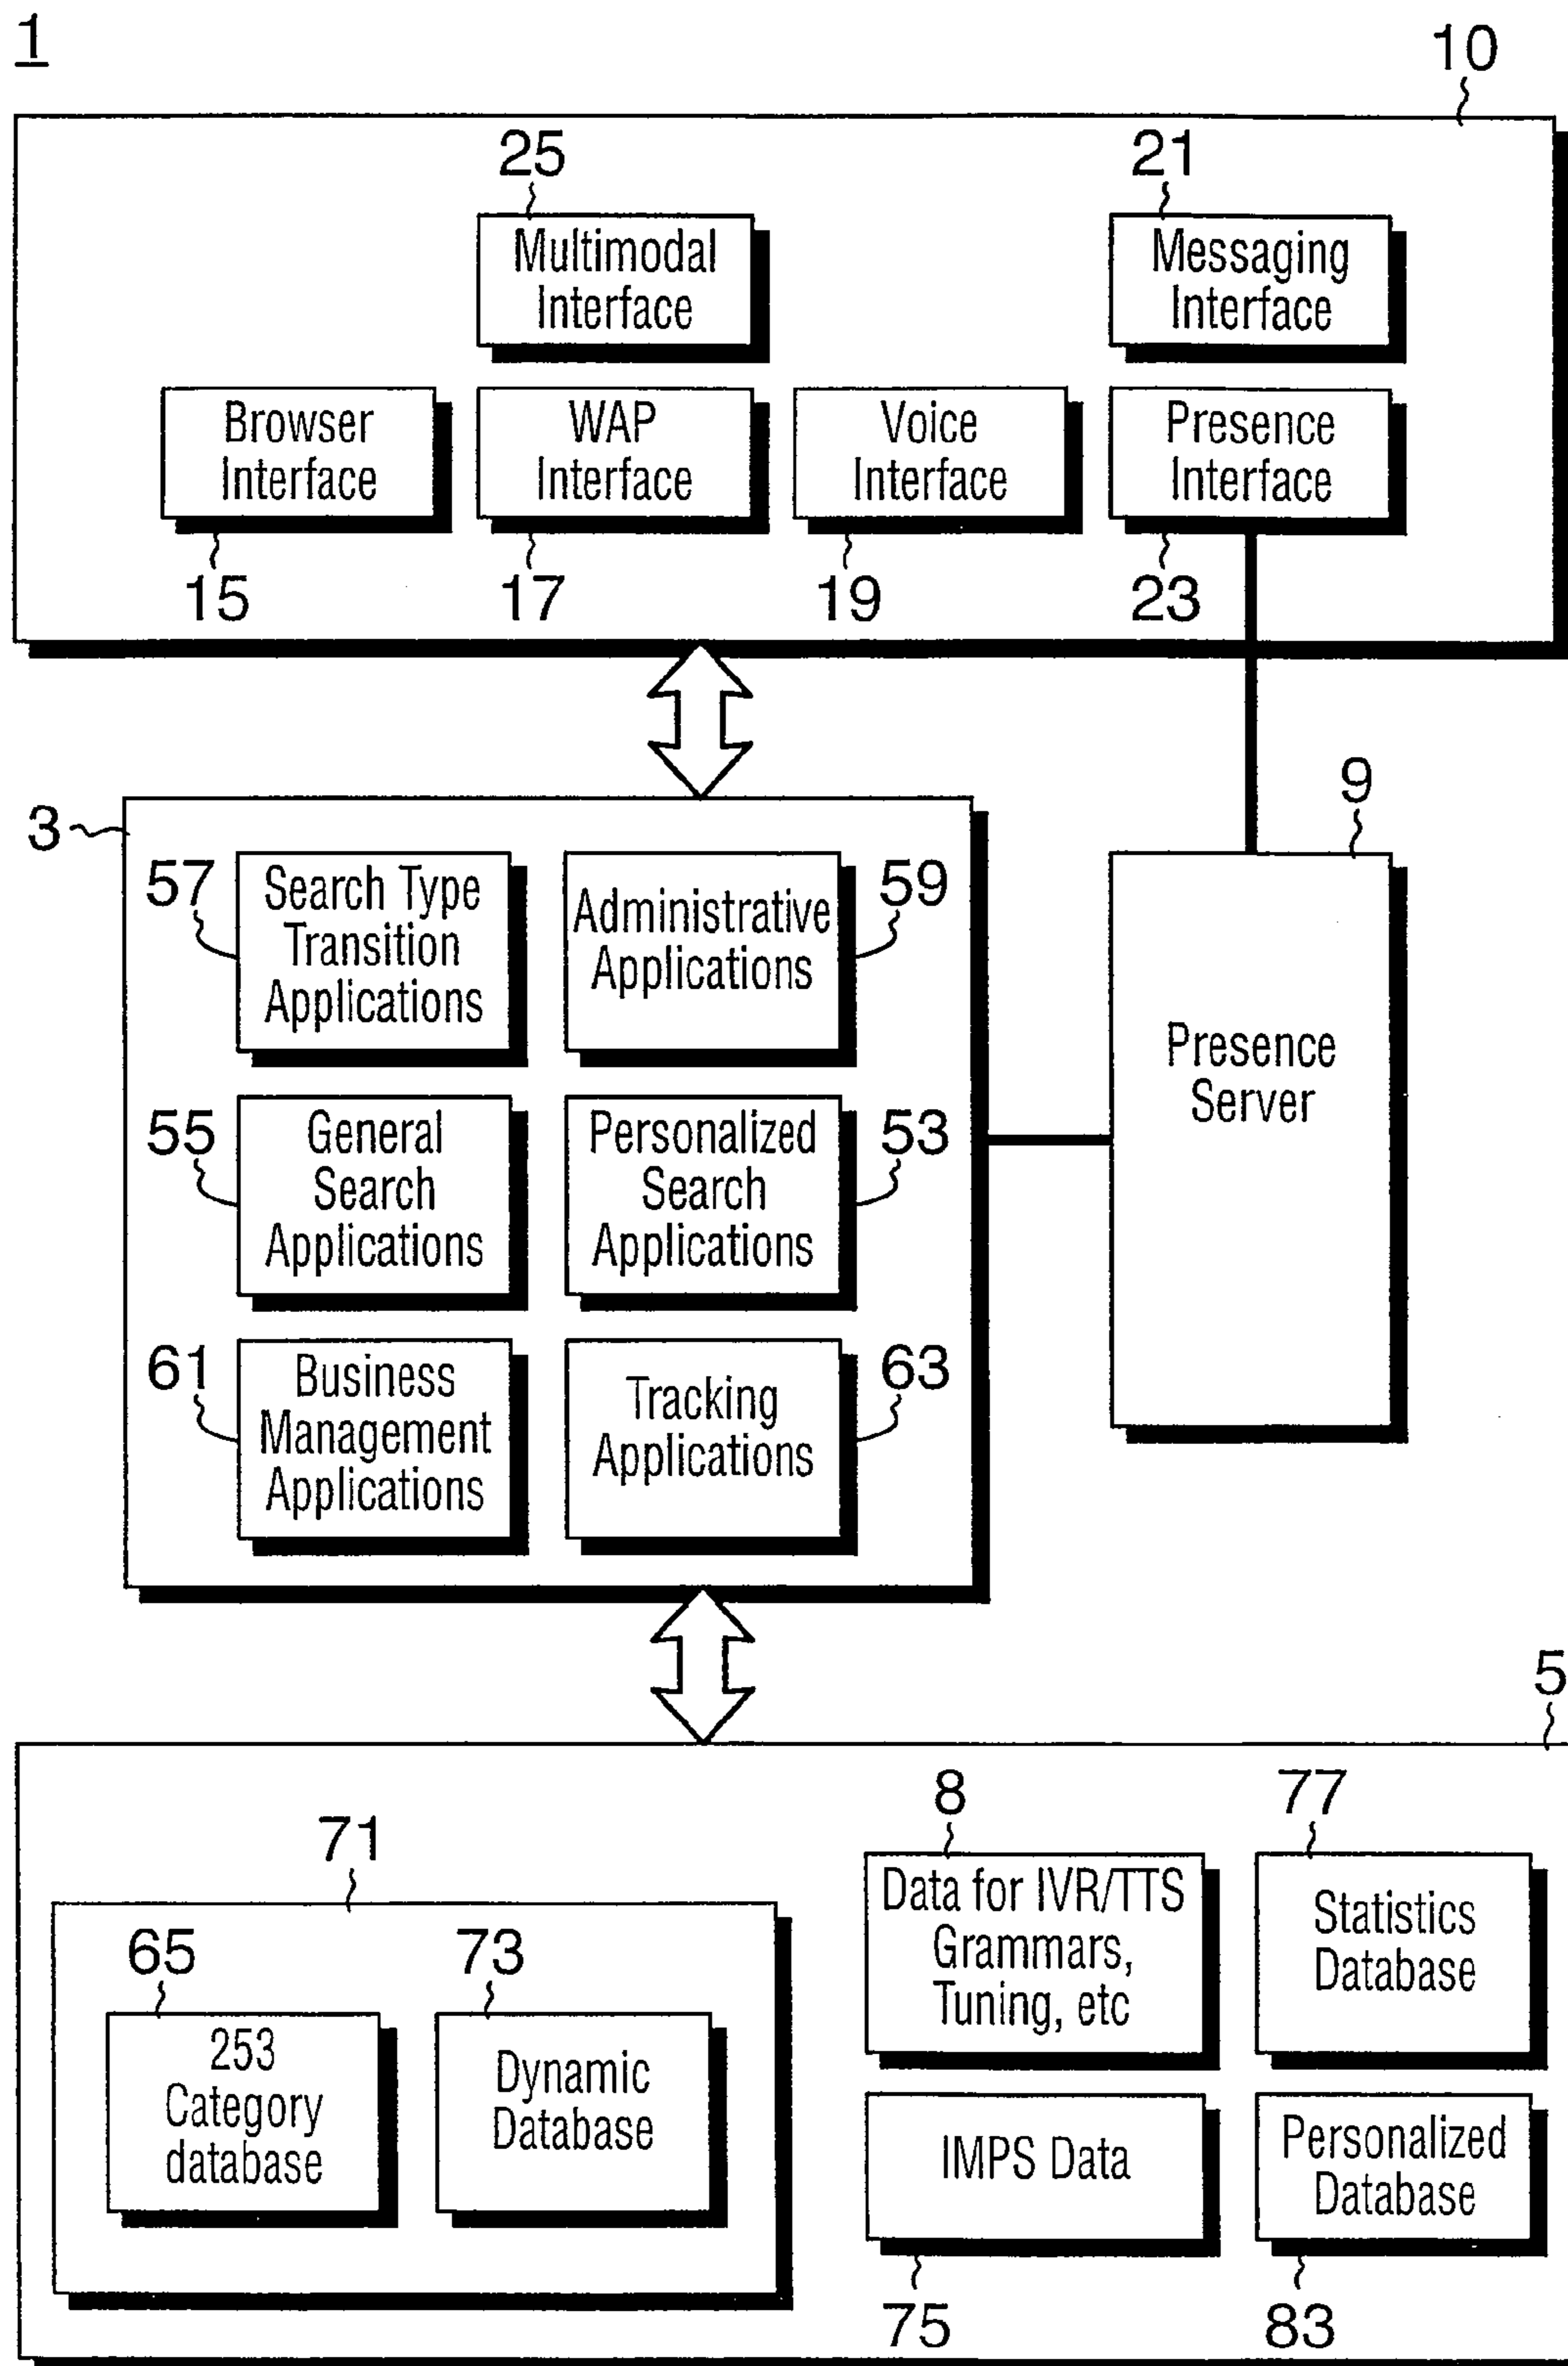 1
10
25
21
Multimodal
Interface
Messaging
Interface
Browser
Interface
WAP
Interface
Voice
Interface
Presence
Interface
15
17
19
23
3
9
57
Search Type
Transition
Applications
Administrative
Applications
59
55
General
Search
Applications
Personalized
Search
Applications
53
61
Business
Management
Applications
Tracking
Applications
63
Presence
Server
5
71
8
77
65
73
253
Category
database
Dynamic
Database
Data for IVR/TTS
Grammars,
Tuning, etc
Statistics
Database
IMPS Data
Personalized
Database
75
83